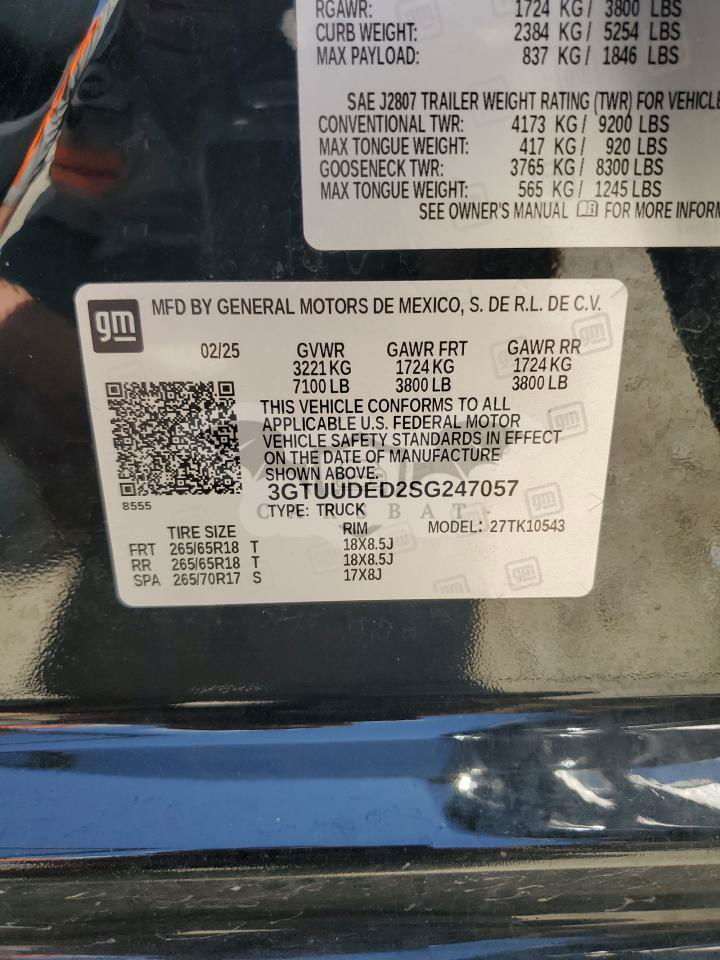 RGAWR: 1724 KG / 3800 LBS
CURB WEIGHT: 2384 KG / 5254 LBS
MAX PAYLOAD: 837 KG / 1846 LBS
SAE J2807 TRAILER WEIGHT RATING (TWR) FOR VEHICLE
CONVENTIONAL TWR: 4173 KG / 9200 LBS
MAX TONGUE WEIGHT: 417 KG / 920 LBS
GOOSENECK TWR: 3765 KG / 8300 LBS
MAX TONGUE WEIGHT: 565 KG / 1245 LBS
SEE OWNER'S MANUAL FOR MORE INFORM
gm MFD BY GENERAL MOTORS DE MEXICO, S. DE R.L. DE C.V.
02/25 GVWR GAWR FRT GAWR RR
3221 KG 1724 KG 1724 KG
7100 LB 3800 LB 3800 LB
THIS VEHICLE CONFORMS TO ALL
APPLICABLE U.S. FEDERAL MOTOR
VEHICLE SAFETY STANDARDS IN EFFECT
ON THE DATE OF MANUFACTURE
SHOWN ABOVE.
3GTUUDED2SG247057
8555
TYPE: TRUCK MODEL: 27TK10543
TIRE SIZE RIM
FRT 265/65R18 T 18X8.5J
RR 265/65R18 T 18X8.5J
SPA 265/70R17 S 17X8J